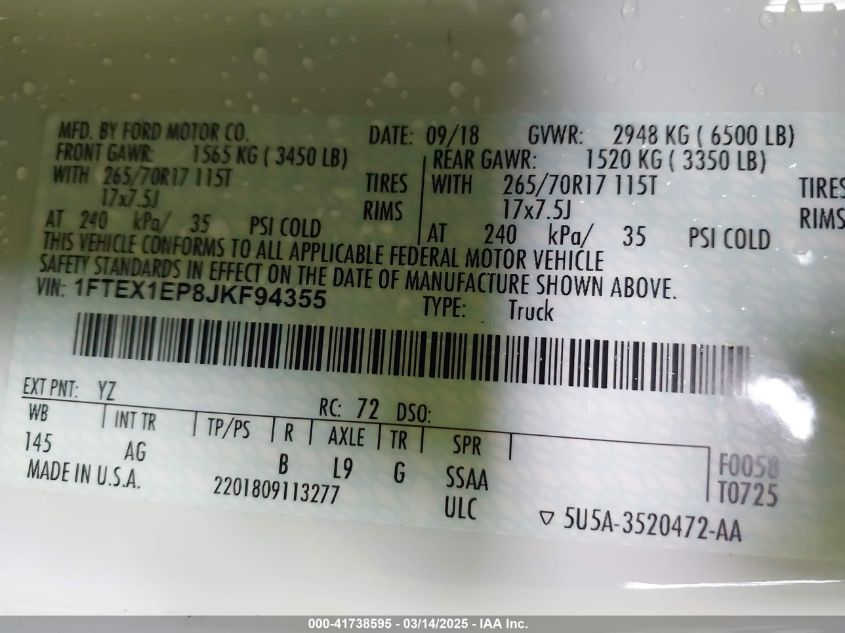 MFD. BY FORD MOTOR CO. DATE: 09/18 GVWR: 2948 KG ( 6500 LB)
FRONT GAWR: 1565 KG ( 3450 LB) REAR GAWR: 1520 KG ( 3350 LB)
WITH 265/70R17 115T TIRES WITH 265/70R17 115T TIRES
17x7.5J RIMS 17x7.5J RIMS
AT 240 kPa/ 35 PSI COLD AT 240 kPa/ 35 PSI COLD
THIS VEHICLE CONFORMS TO ALL APPLICABLE FEDERAL MOTOR VEHICLE
SAFETY STANDARDS IN EFFECT ON THE DATE OF MANUFACTURE SHOWN ABOVE.
VIN: 1FTEX1EP8JKF94355 TYPE: Truck
EXT PNT: YZ RC: 72 DSO:
WB INT TR TP/PS R AXLE TR SPR
145 AG B L9 G SSAA F0058
MADE IN U.S.A. 2201809113277 ULC T0725
▽ 5U5A-3520472-AA
000-41738595 - 03/14/2025 - IAA Inc.